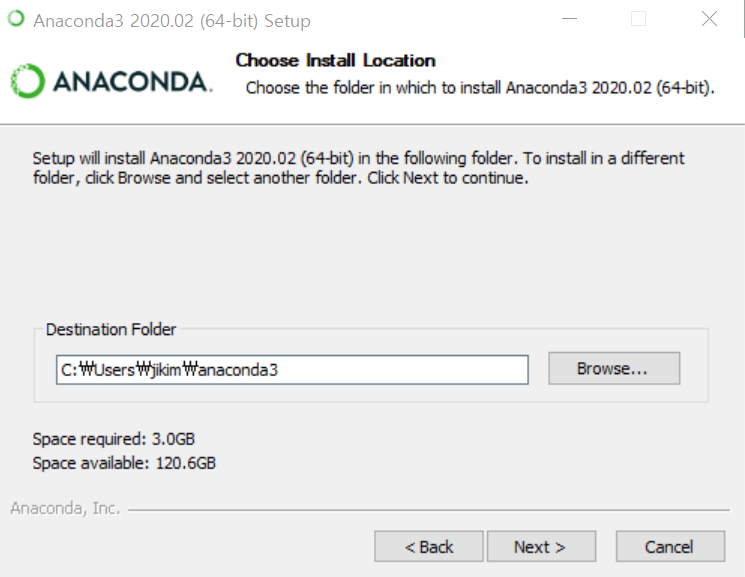 Anaconda3 2020.02 (64-bit) Setup
ANACONDA.
Choose Install Location
Choose the folder in which to install Anaconda3 2020.02 (64-bit).
Setup will install Anaconda3 2020.02 (64-bit) in the following folder. To install in a different
folder, click Browse and select another folder. Click Next to continue.
Destination Folder
C:₩Users₩jikim₩anaconda3
Browse...
Space required: 3.0GB
Space available: 120.6GB
Anaconda, Inc.
< Back
Next >
Cancel